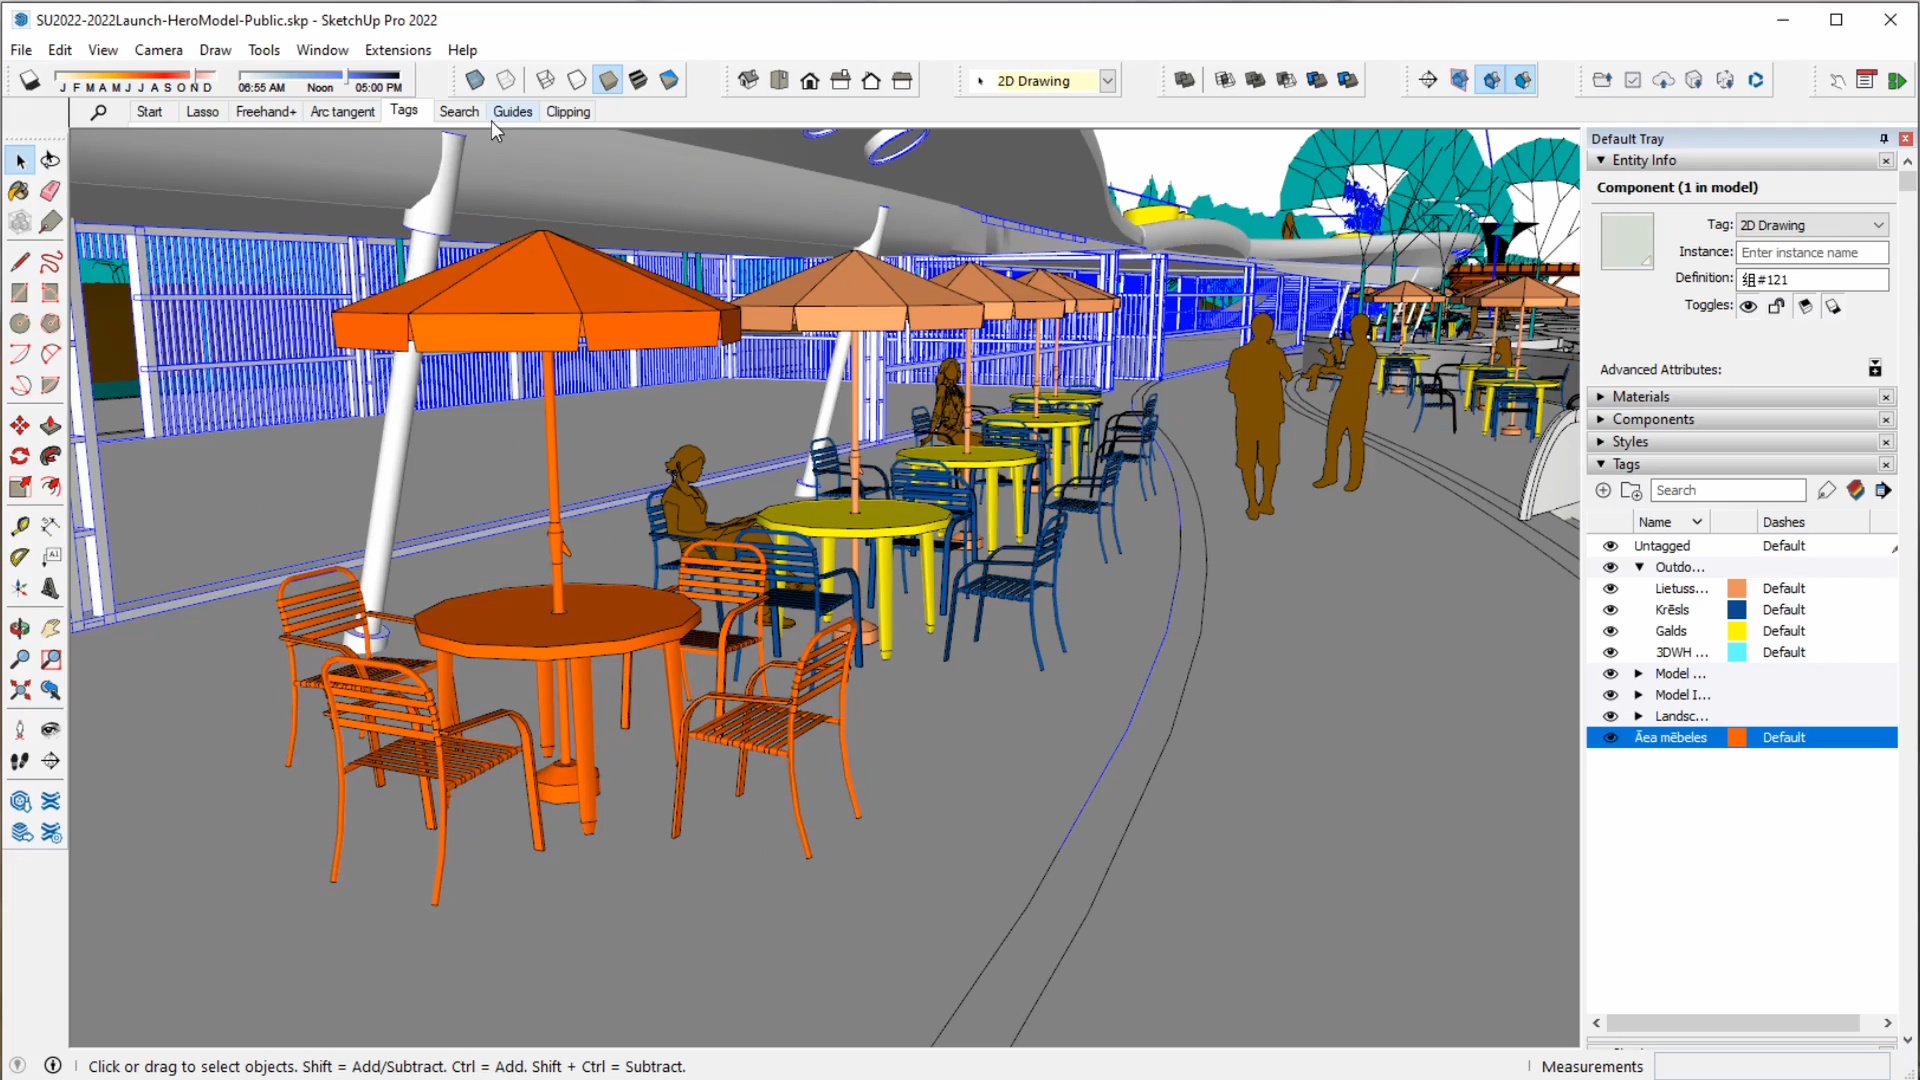 SU2022-2022Launch-HeroModel-Public.skp - SketchUp Pro 2022
File Edit View Camera Draw Tools Window Extensions Help
J F M A M J J A S O N D 06:55 AM Noon 05:00 PM 2D Drawing
Start Lasso Freehand+ Arc tangent Tags Search Guides Clipping
Default Tray
Entity Info
Component (1 in model)
Tag: 2D Drawing
Instance: Enter instance name
Definition: 组#121
Toggles:
Advanced Attributes:
Materials
Components
Styles
Tags
Search
Name Dashes
Untagged Default
Outdo...
Lietuss... Default
Krēsls Default
Galds Default
3DWH ... Default
Model ...
Model I...
Landsc...
Āea mēbeles Default
Click or drag to select objects. Shift = Add/Subtract. Ctrl = Add. Shift + Ctrl = Subtract.
Measurements